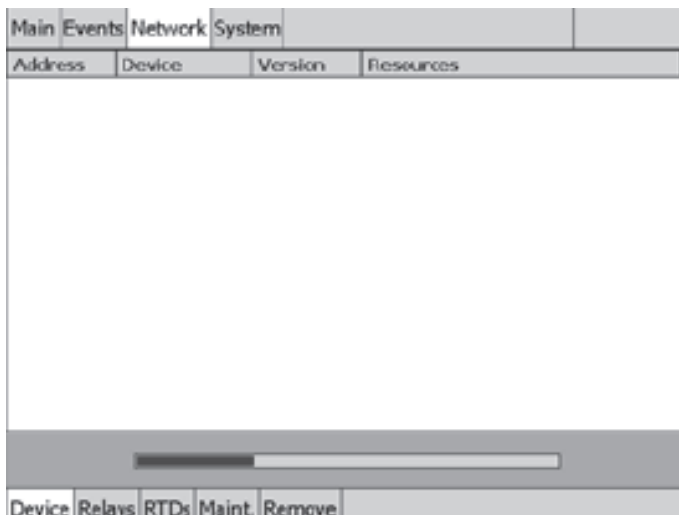 Main Events Network System
Address Device Version Resources
Device Relays RTDs Maint. Remove